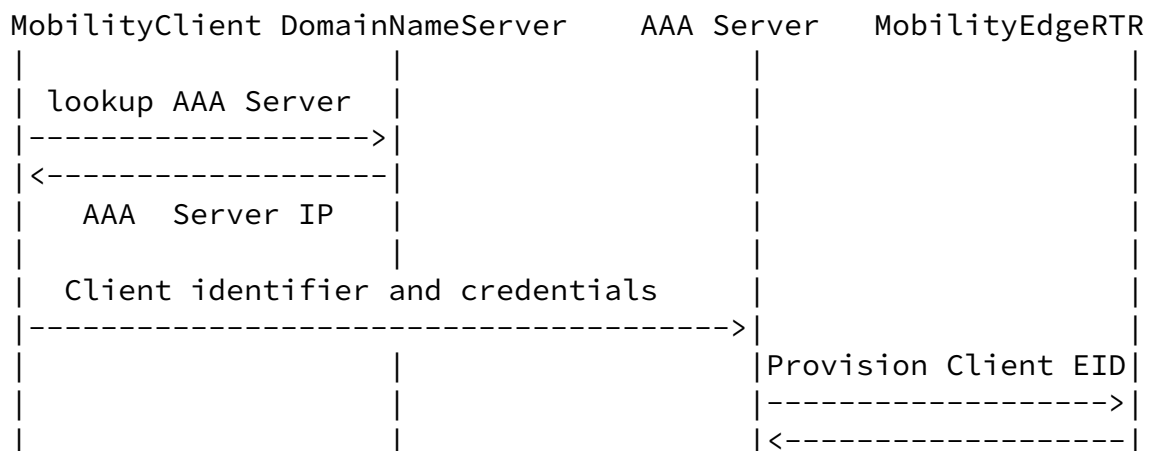 MobilityClient DomainNameServer    AAA Server   MobilityEdgeRTR
|                    |                   |                    |
| lookup AAA Server  |                   |                    |
|------------------->|                   |                    |
|<-------------------|                   |                    |
|   AAA  Server IP   |                   |                    |
|                    |                   |                    |
|  Client identifier and credentials     |                    |
|--------------------------------------->|                    |
|                    |                   |Provision Client EID|
|                    |                   |------------------->|
|                    |                   |<-------------------|